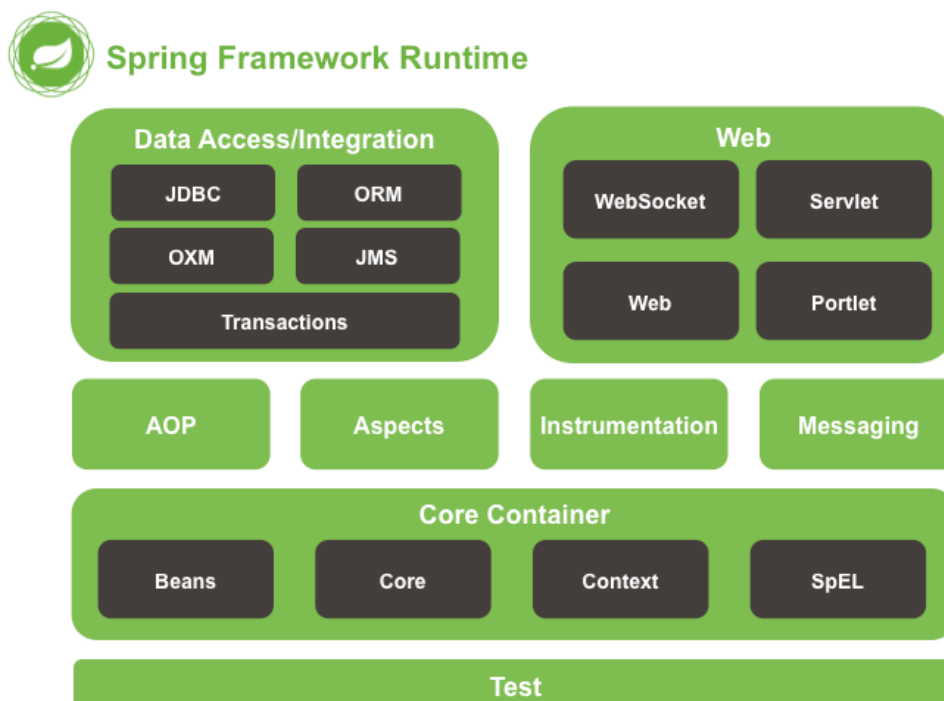 Spring Framework Runtime
Data Access/Integration
JDBC
ORM
OXM
JMS
Transactions
Web
WebSocket
Servlet
Web
Portlet
AOP
Aspects
Instrumentation
Messaging
Core Container
Beans
Core
Context
SpEL
Test